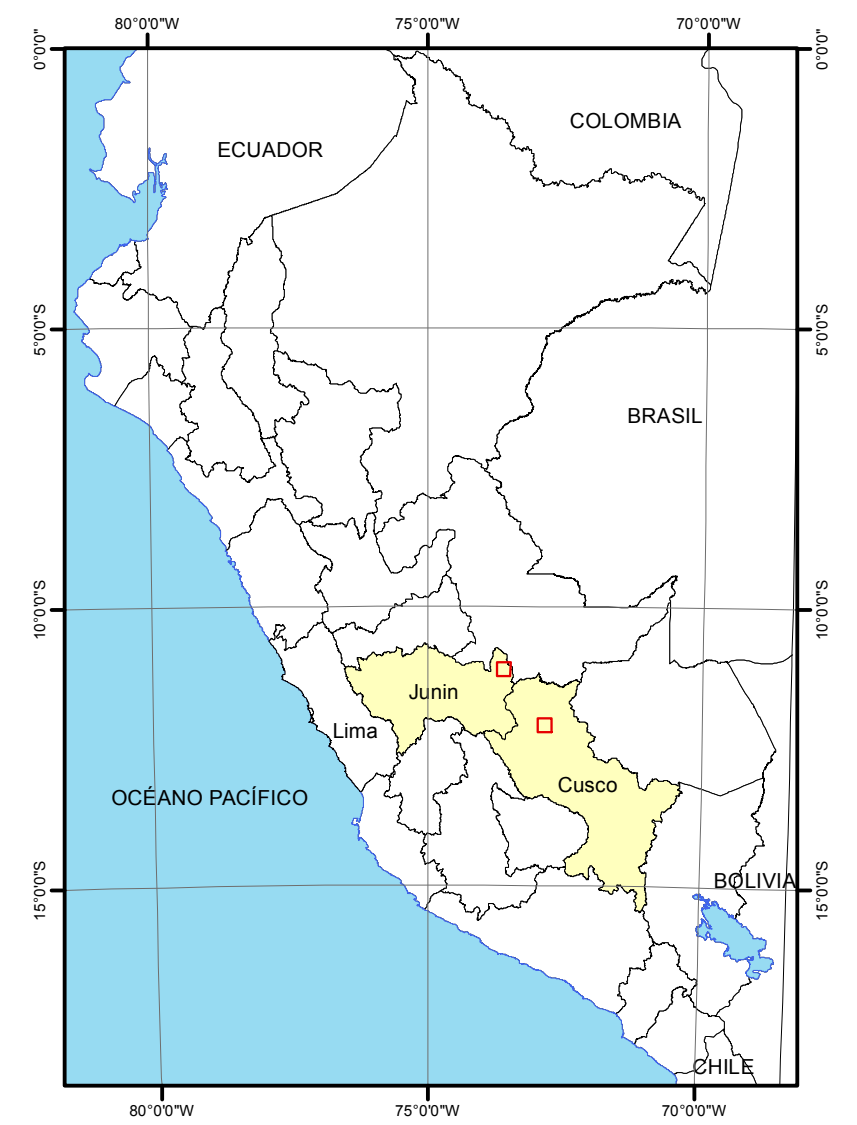 80°0'0"W 75°0'0"W 70°0'0"W
0°0'0" 0°0'0"
COLOMBIA
ECUADOR
5°0'0"S 5°0'0"S
BRASIL
10°0'0"S 10°0'0"S
Junin
Lima
Cusco
OCÉANO PACÍFICO
BOLIVIA
15°0'0"S 15°0'0"S
CHILE
80°0'0"W 75°0'0"W 70°0'0"W